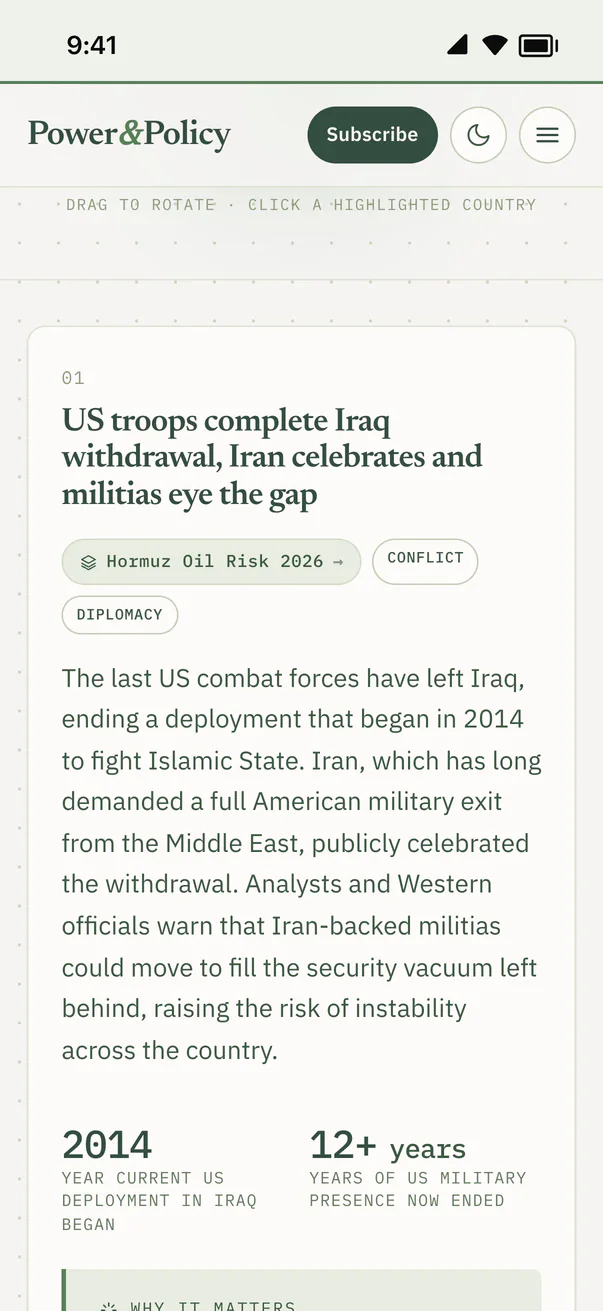 9:41
Power&Policy
Subscribe
DRAG TO ROTATE · CLICK A HIGHLIGHTED COUNTRY
01
US troops complete Iraq
withdrawal, Iran celebrates and
militias eye the gap
Hormuz Oil Risk 2026 →
CONFLICT
DIPLOMACY
The last US combat forces have left Iraq,
ending a deployment that began in 2014
to fight Islamic State. Iran, which has long
demanded a full American military exit
from the Middle East, publicly celebrated
the withdrawal. Analysts and Western
officials warn that Iran-backed militias
could move to fill the security vacuum left
behind, raising the risk of instability
across the country.
2014
YEAR CURRENT US
DEPLOYMENT IN IRAQ
BEGAN
12+ years
YEARS OF US MILITARY
PRESENCE NOW ENDED
WHY IT MATTERS